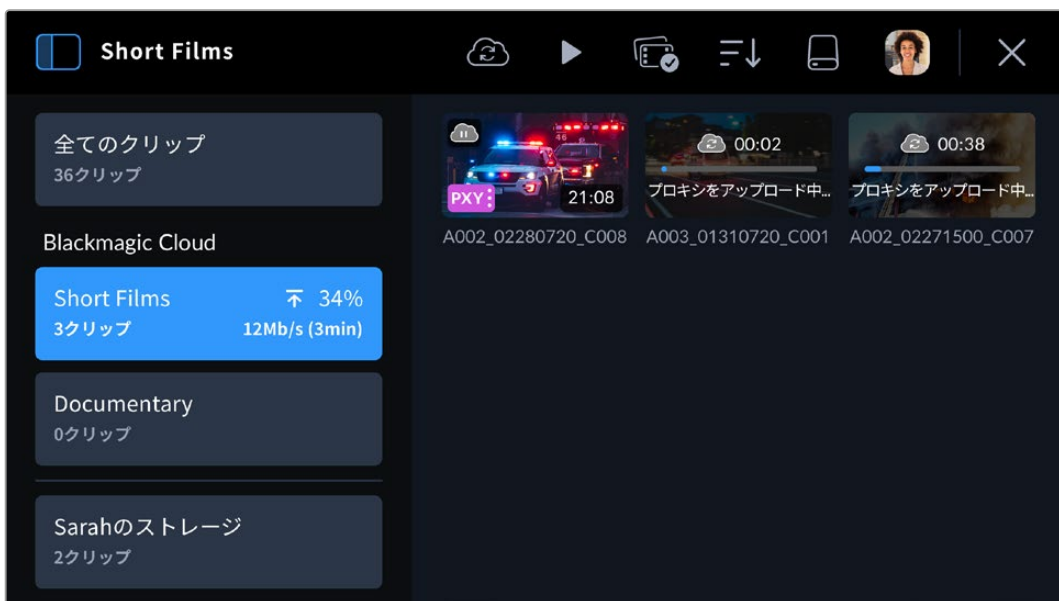 Short Films
全てのクリップ
36クリップ
Blackmagic Cloud
Short Films 34%
3クリップ 12Mb/s (3min)
Documentary
0クリップ
Sarahのストレージ
2クリップ
46
PXY 21:08
A002_02280720_C008
00:02
プロキシをアップロード中...
A003_01310720_C001
00:38
プロキシをアップロード中...
A002_02271500_C007